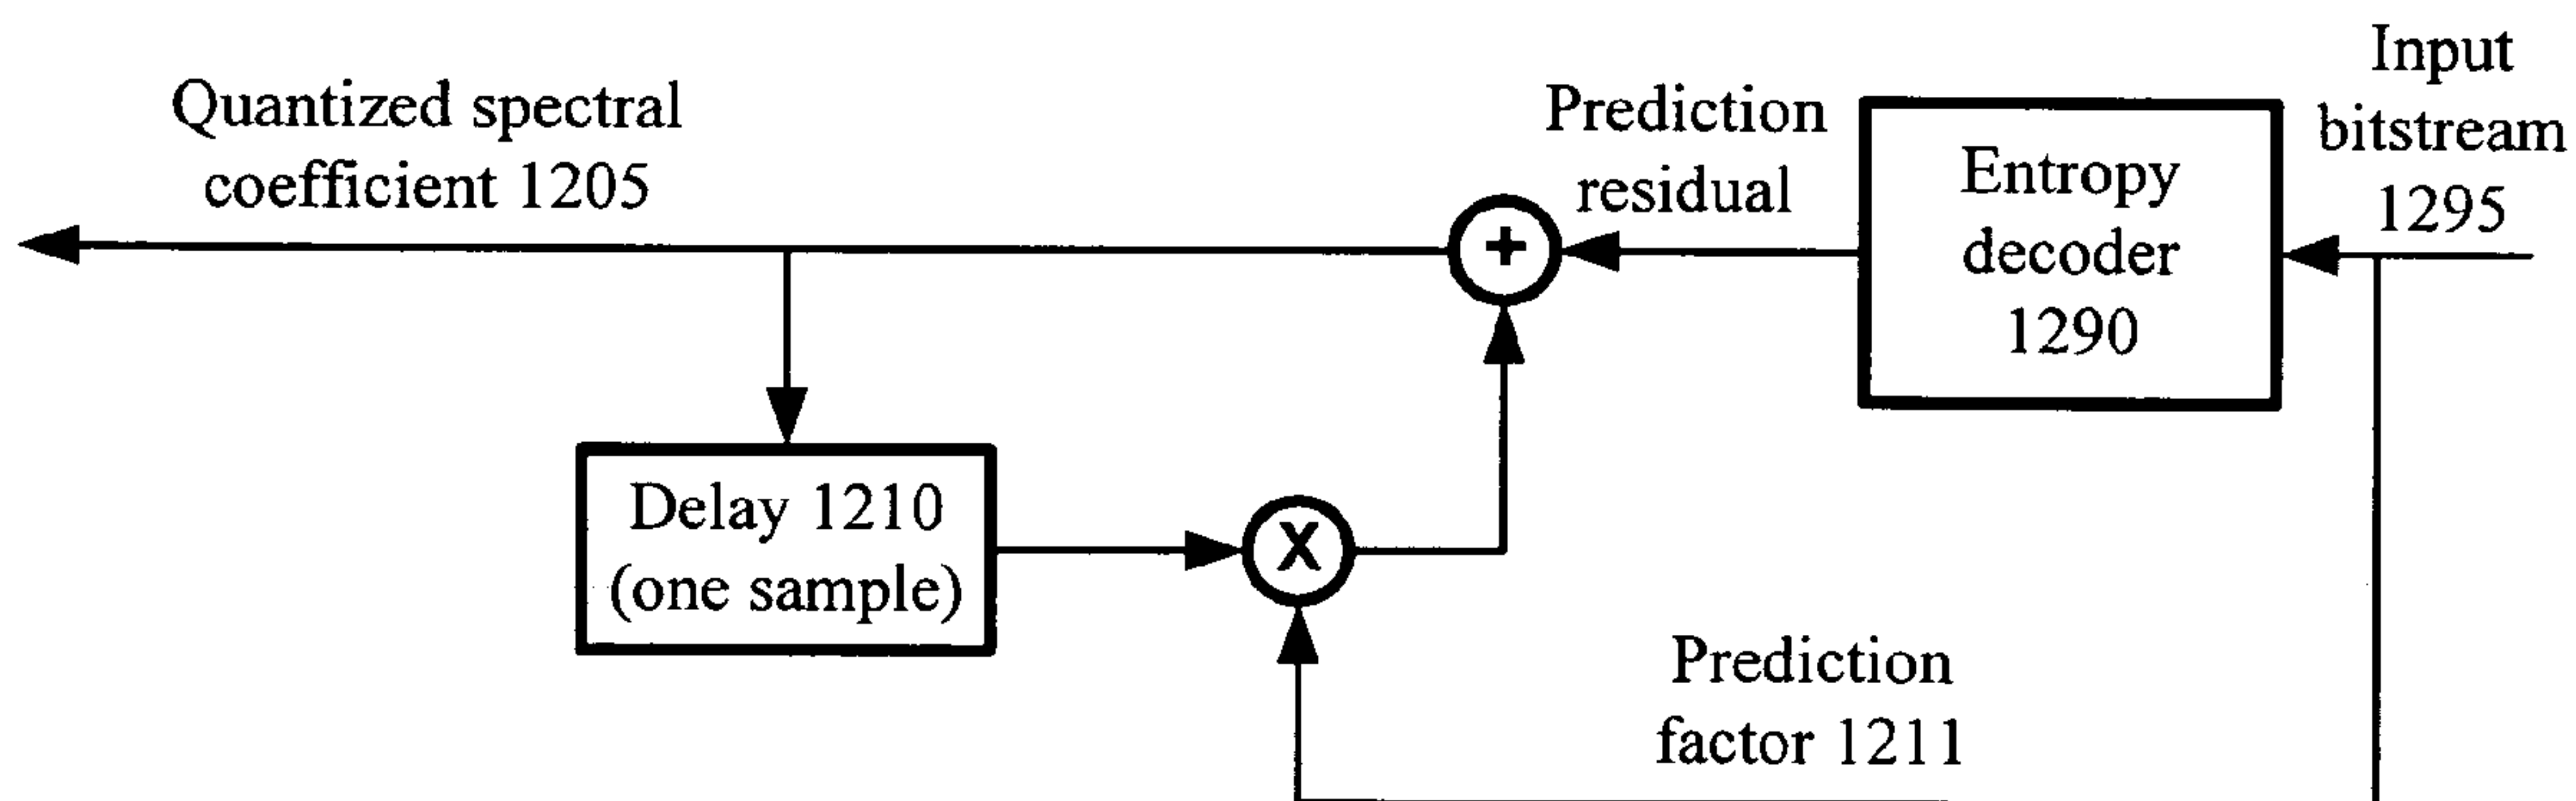 Quantized spectral
coefficient 1205
Prediction
residual
Entropy
decoder
1290
Input
bitstream
1295
+
Delay 1210
(one sample)
X
Prediction
factor 1211